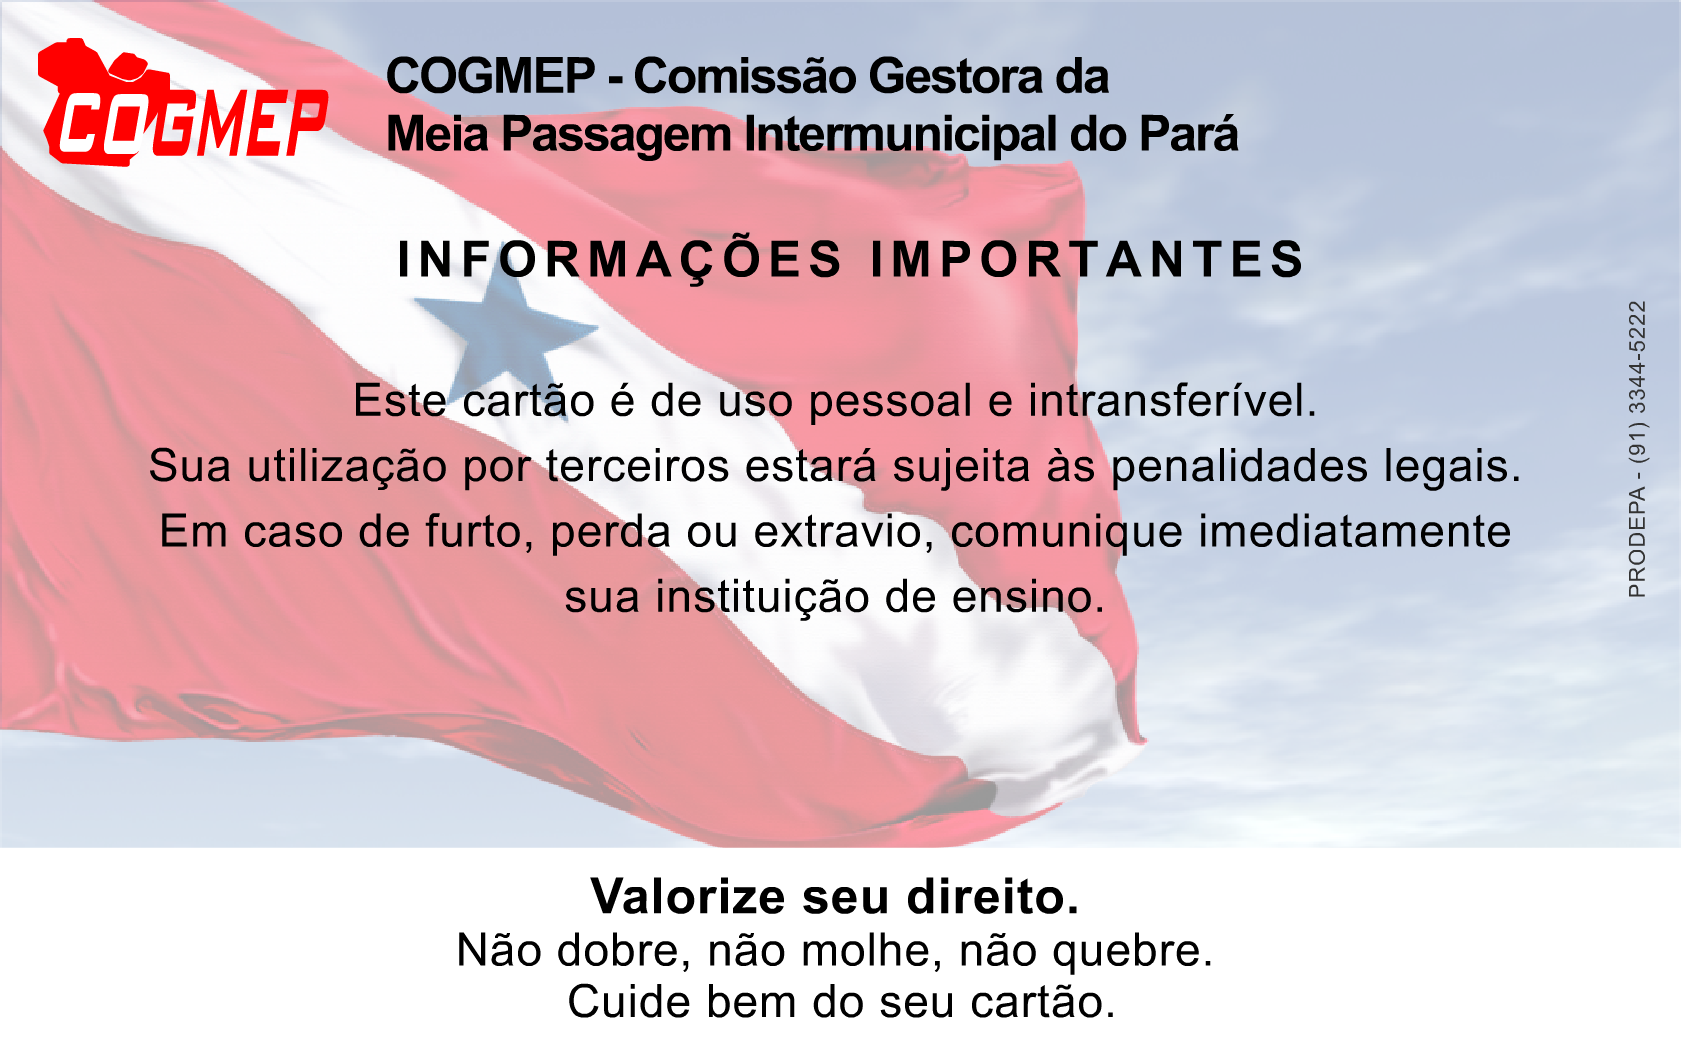 COGMEP
COGMEP - Comissão Gestora da
Meia Passagem Intermunicipal do Pará
INFORMAÇÕES IMPORTANTES
Este cartão é de uso pessoal e intransferível.
Sua utilização por terceiros estará sujeita às penalidades legais.
Em caso de furto, perda ou extravio, comunique imediatamente
sua instituição de ensino.
PRODEPA - (91) 3344-5222
Valorize seu direito.
Não dobre, não molhe, não quebre.
Cuide bem do seu cartão.